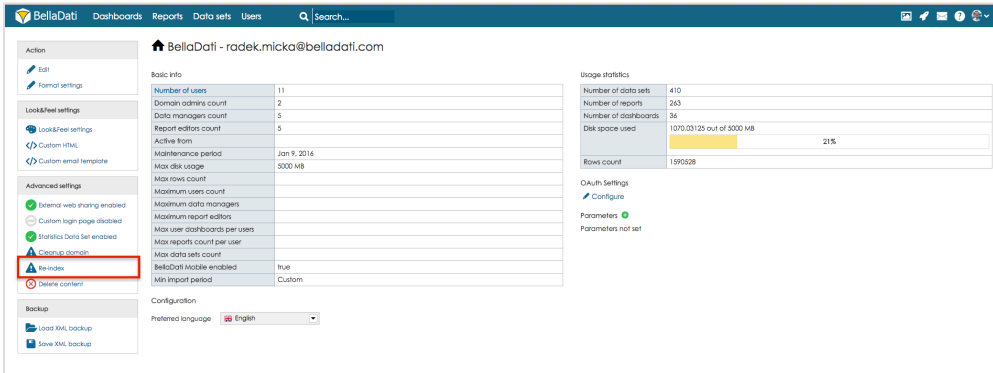 BellaDati Dashboards Reports Data sets Users Search...
BellaDati - radek.micka@belladati.com
Action
Edit
Format settings
Look&Feel settings
Look&Feel settings
Custom HTML
Custom email template
Advanced settings
External web sharing enabled
Custom login page disabled
Statistics Data Set enabled
Cleanup domain
Re-index
Delete content
Backup
Load XML backup
Save XML backup
Basic info
Number of users 11
Domain admins count 2
Data managers count 5
Report editors count 5
Active from
Maintenance period Jan 9, 2016
Max disk usage 5000 MB
Max rows count
Maximum users count
Maximum data managers
Maximum report editors
Max user dashboards per users
Max reports count per user
Max data sets count
BellaDati Mobile enabled true
Min import period Custom
Configuration
Preferred language English
Usage statistics
Number of data sets 410
Number of reports 263
Number of dashboards 36
Disk space used 1070.03125 out of 5000 MB
21%
Rows count 1590528
OAuth Settings
Configure
Parameters
Parameters not set